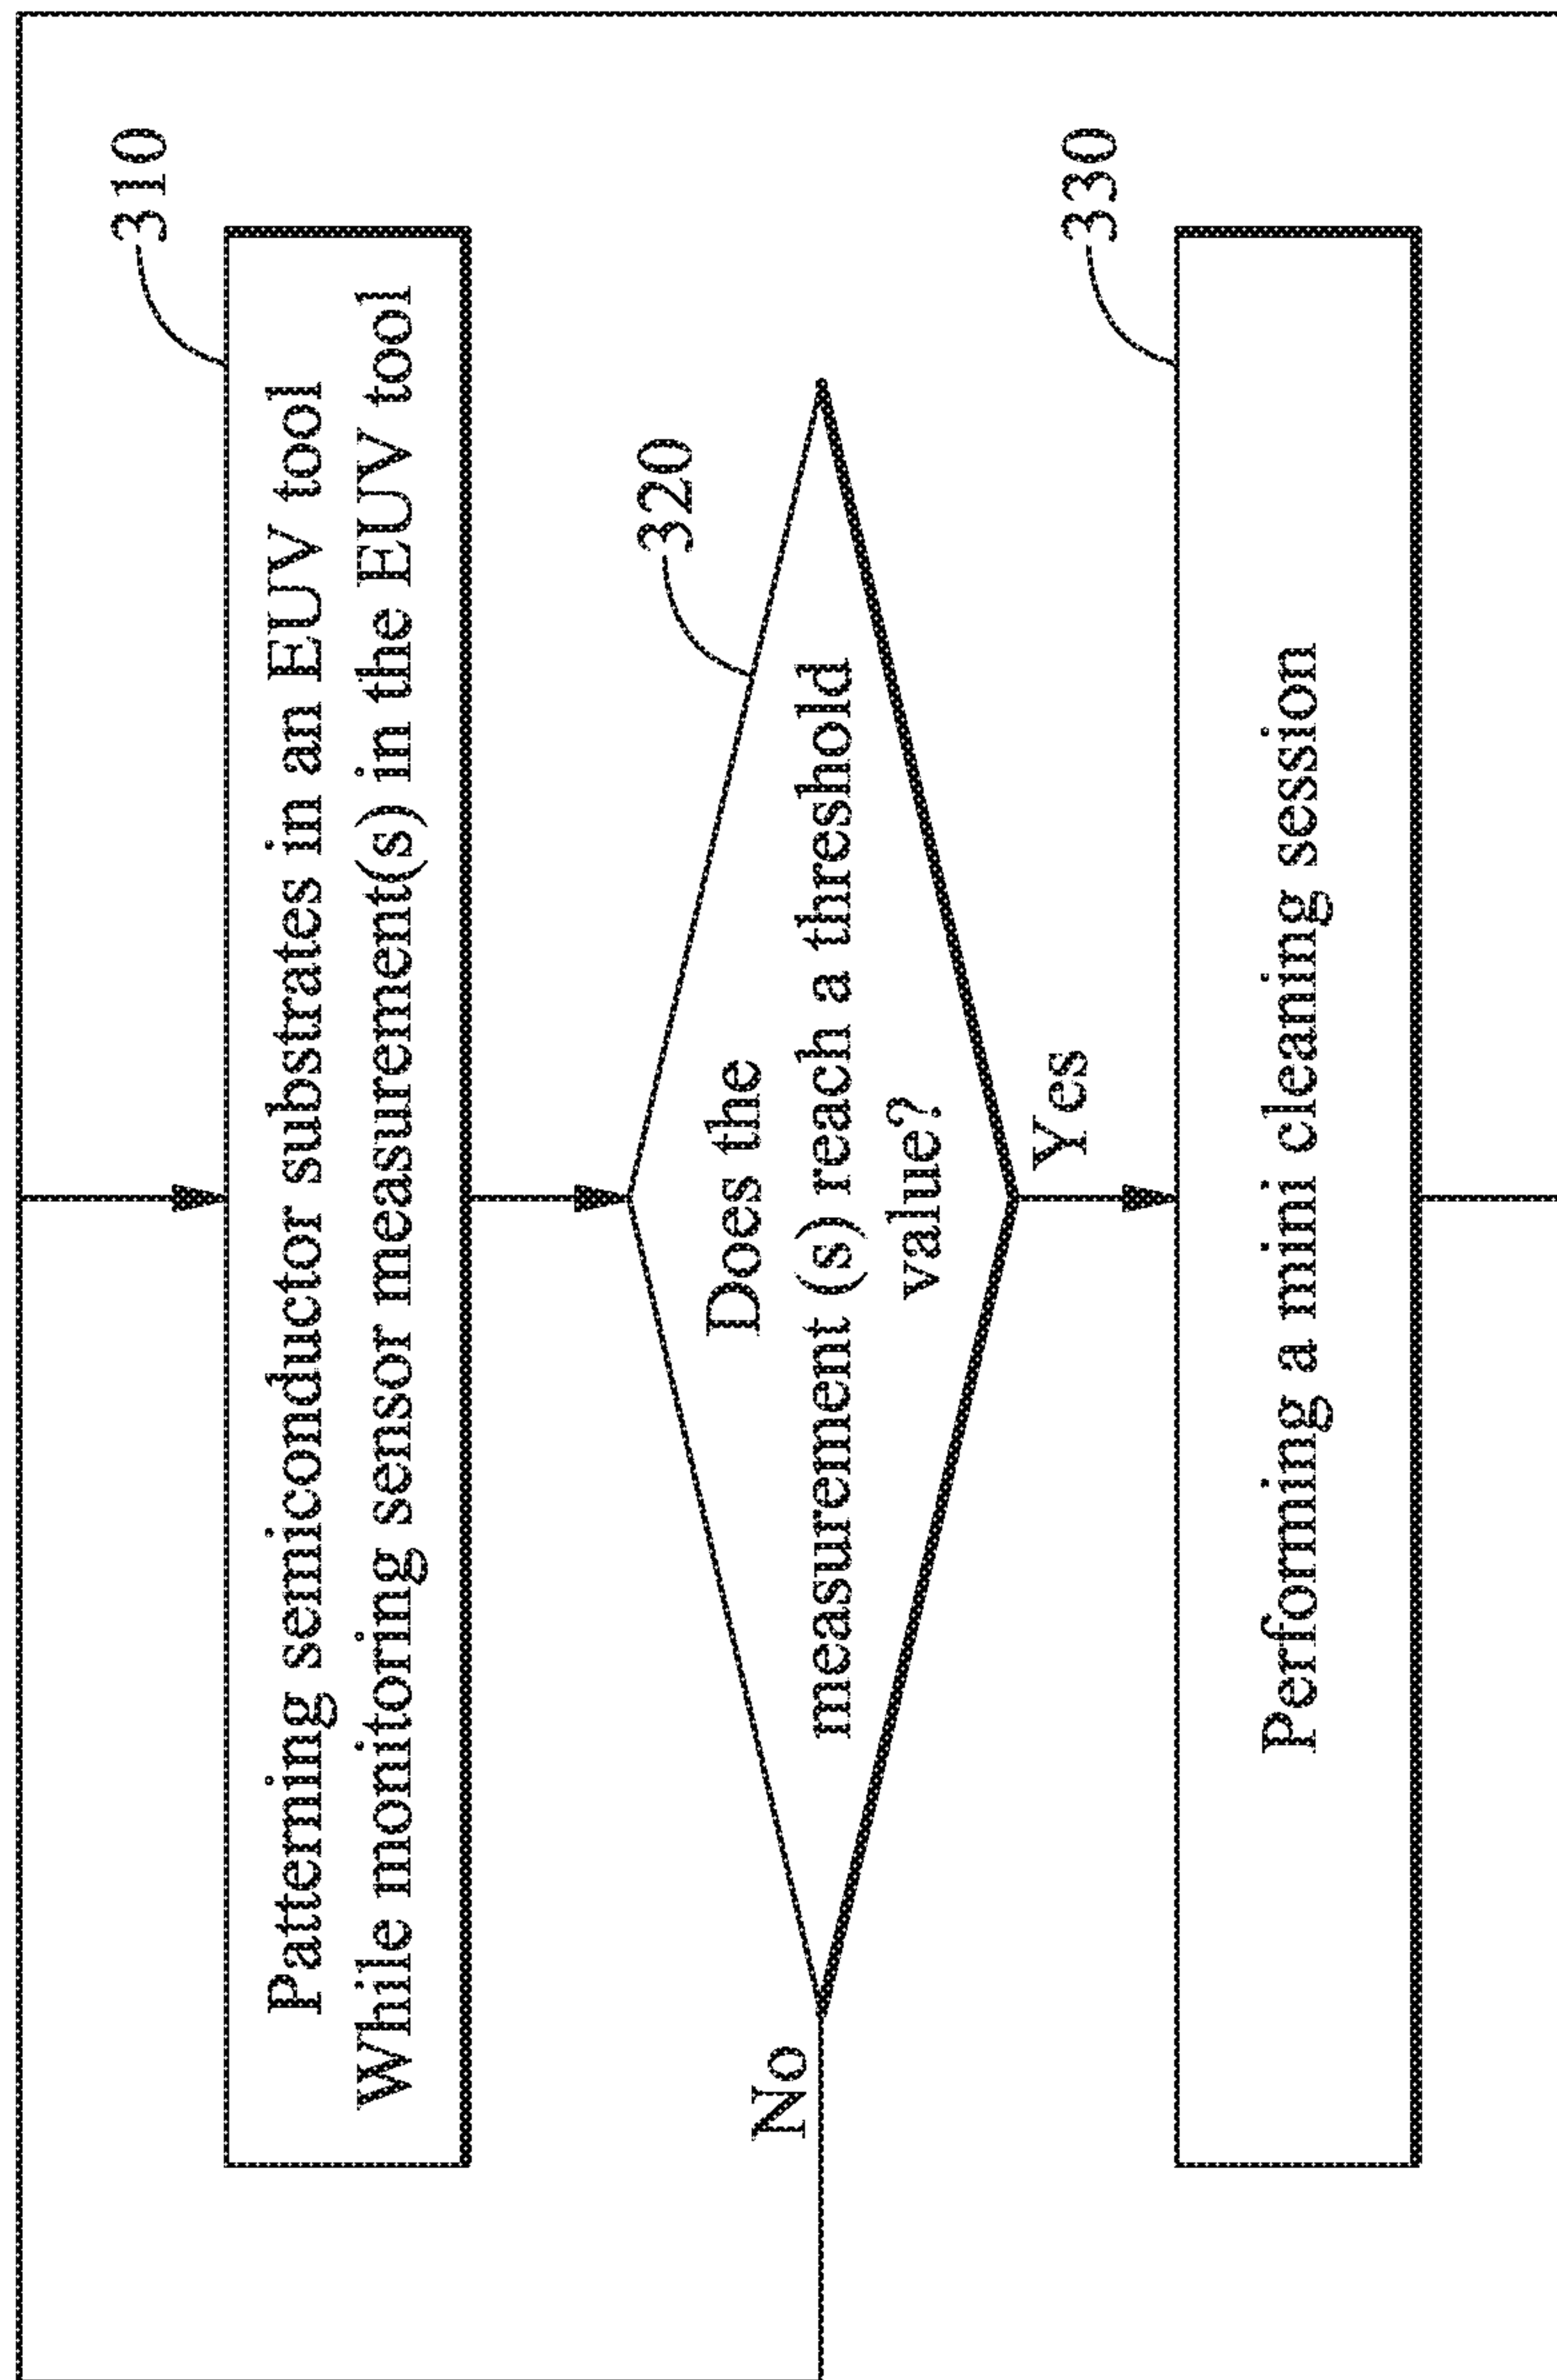 310
Patterning semiconductor substrates in an EUV tool
While monitoring sensor measurement(s) in the EUV tool
320
Does the
measurement (s) reach a threshold
value?
No
Yes
330
Performing a mini cleaning session